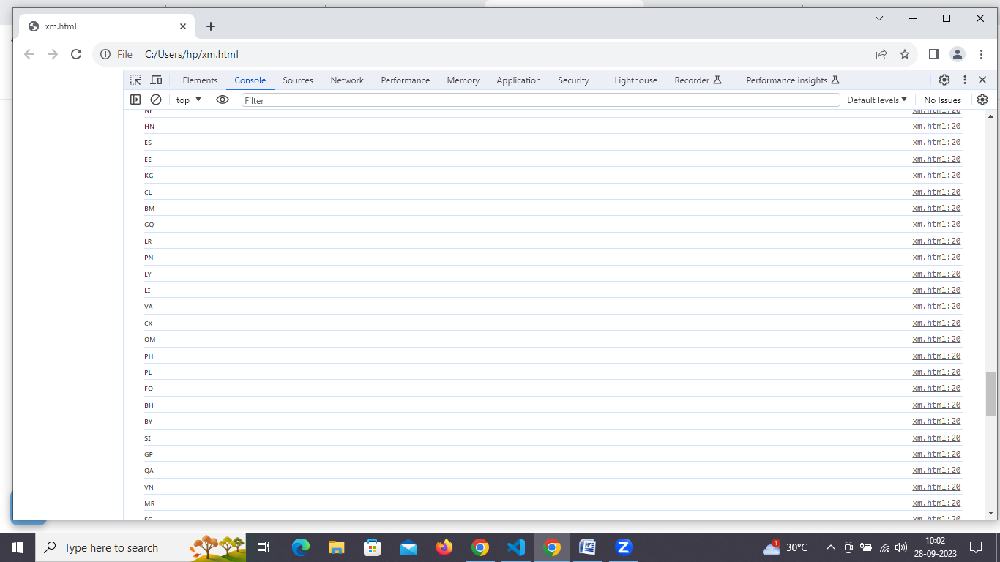 xm.html
File C:/Users/hp/xm.html
Elements Console Sources Network Performance Memory Application Security Lighthouse Recorder Performance insights
top Filter Default levels No Issues
xm.html:20
HN xm.html:20
ES xm.html:20
EE xm.html:20
KG xm.html:20
CL xm.html:20
BM xm.html:20
GQ xm.html:20
LR xm.html:20
PN xm.html:20
LY xm.html:20
LI xm.html:20
VA xm.html:20
CX xm.html:20
OM xm.html:20
PH xm.html:20
PL xm.html:20
FO xm.html:20
BH xm.html:20
BY xm.html:20
SI xm.html:20
GP xm.html:20
QA xm.html:20
VN xm.html:20
MR xm.html:20
xm.html:20
Type here to search 1 30°C 10:02
28-09-2023